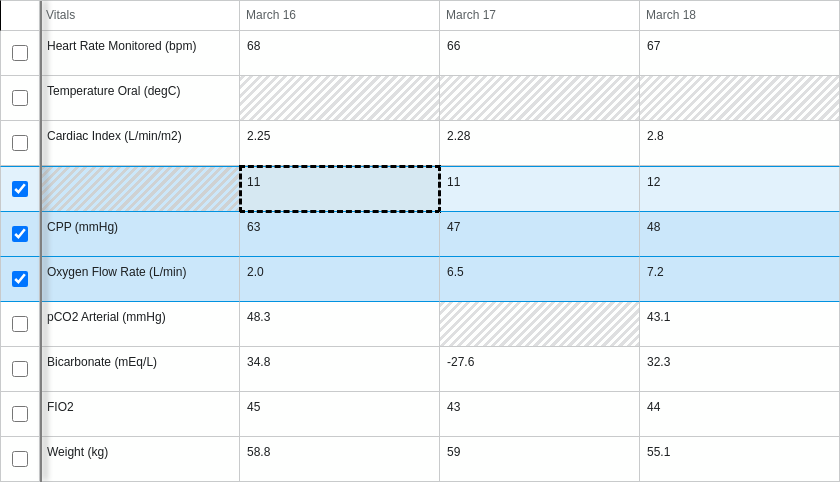 Vitals March 16 March 17 March 18
Heart Rate Monitored (bpm) 68 66 67
Temperature Oral (degC)
Cardiac Index (L/min/m2) 2.25 2.28 2.8
11 11 12
CPP (mmHg) 63 47 48
Oxygen Flow Rate (L/min) 2.0 6.5 7.2
pCO2 Arterial (mmHg) 48.3 43.1
Bicarbonate (mEq/L) 34.8 -27.6 32.3
FIO2 45 43 44
Weight (kg) 58.8 59 55.1